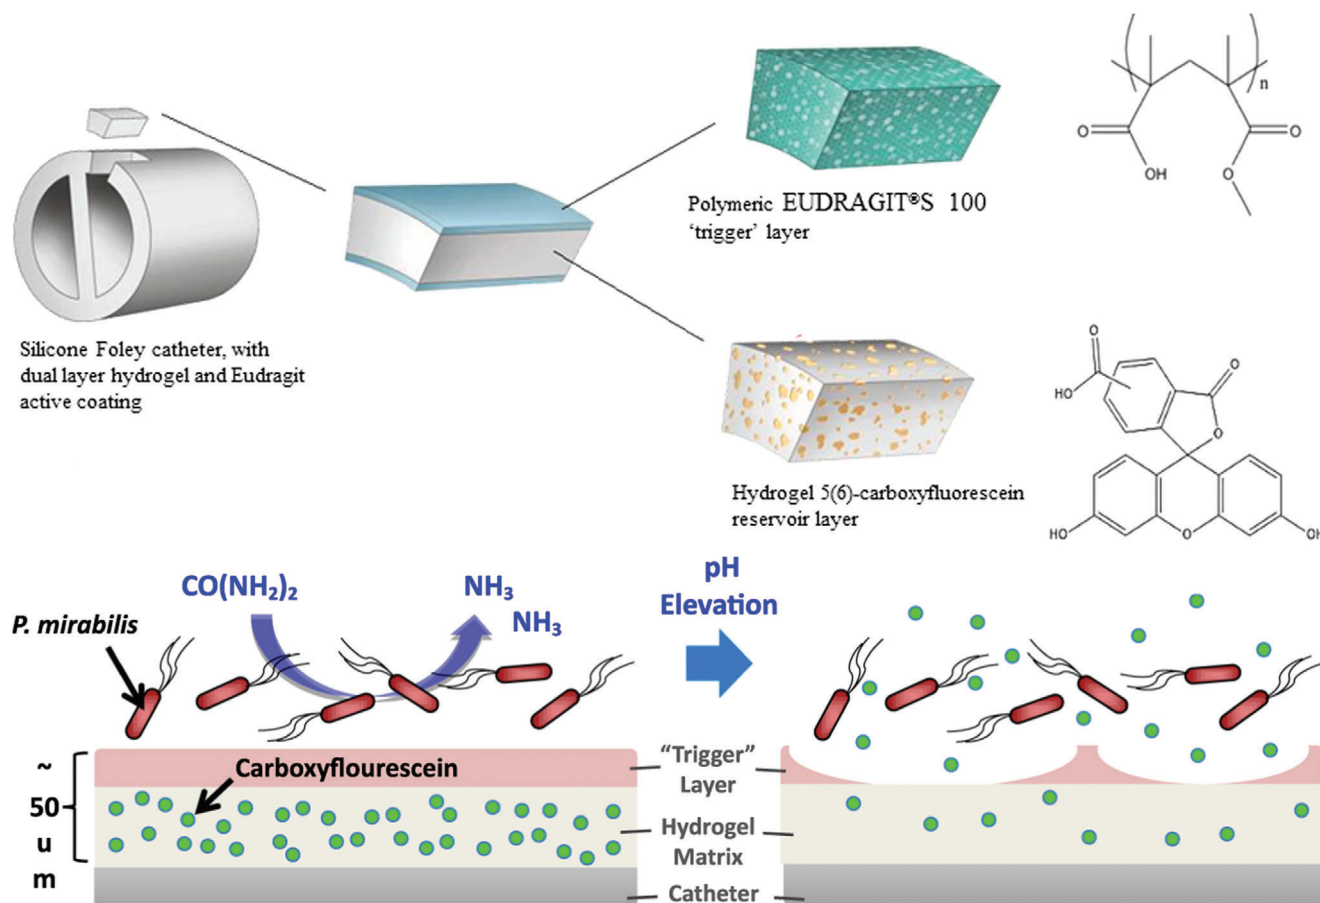 Polymeric EUDRAGIT®S 100
'trigger' layer
O
OH
O
O
n
Silicone Foley catheter, with
dual layer hydrogel and Eudragit
active coating
Hydrogel 5(6)-carboxyfluorescein
reservoir layer
O
HO
O
O
HO
O
OH
CO(NH₂)₂
NH₃
NH₃
pH
Elevation
P. mirabilis
~
50
u
m
Carboxyflourescein
"Trigger"
Layer
Hydrogel
Matrix
Catheter